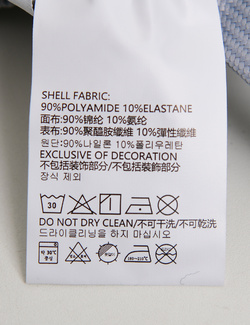 SHELL FABRIC:
90%POLYAMIDE 10%ELASTANE
面布:90%锦纶 10%氨纶
表布:90%聚醯胺纖維 10%彈性纖維
원단:90%나일론 10%폴리우레탄
EXCLUSIVE OF DECORATION
不包括装饰部分/不包括裝飾部分
장식 제외
30
DO NOT DRY CLEAN/不可干洗/不可乾洗
드라이클리닝을 하지 마십시오
약 30℃